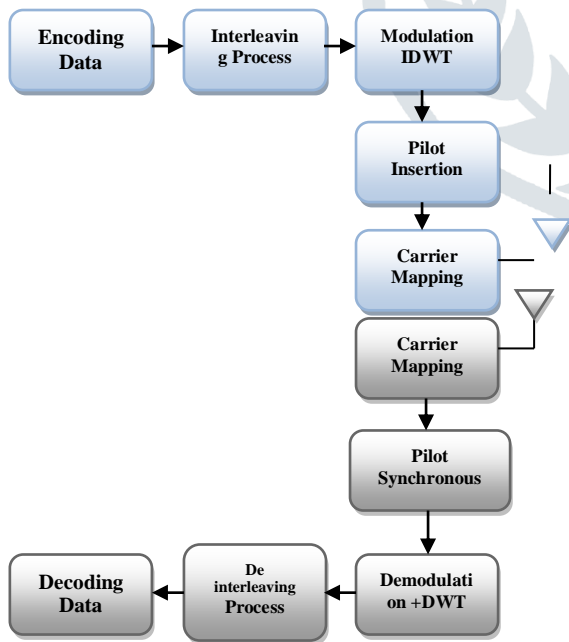 Encoding
Data
Interleavin
g Process
Modulation
IDWT
Pilot
Insertion
Carrier
Mapping
Carrier
Mapping
Pilot
Synchronous
Demodulati
on +DWT
De
interleaving
Process
Decoding
Data